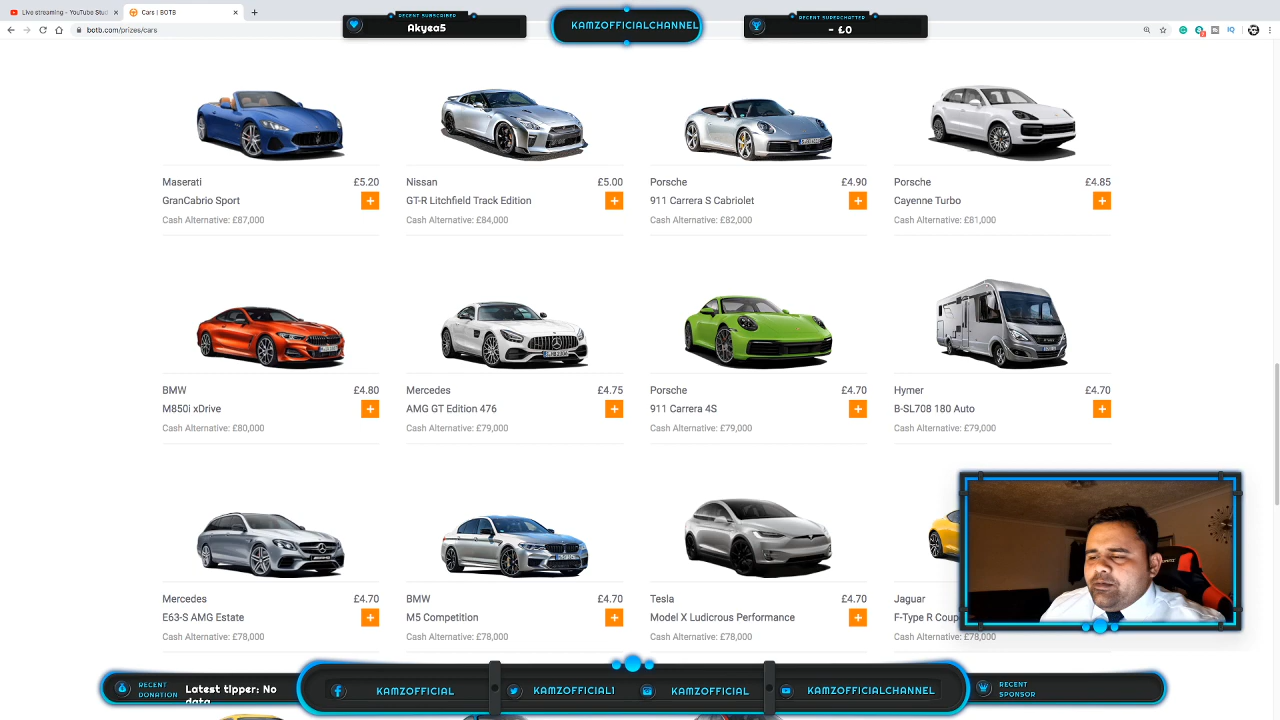 Live streaming - YouTube Stud
Cars | BOTB
botb.com/prizes/cars
RECENT SUBSCRIBER
Akyea5
KAMZOFFICIALCHANNEL
RECENT SUPERCHATTER
- £0
Maserati £5.20
GranCabrio Sport
Cash Alternative: £87,000
Nissan £5.00
GT-R Litchfield Track Edition
Cash Alternative: £84,000
Porsche £4.90
911 Carrera S Cabriolet
Cash Alternative: £82,000
Porsche £4.85
Cayenne Turbo
Cash Alternative: £81,000
BMW £4.80
M850i xDrive
Cash Alternative: £80,000
Mercedes £4.75
AMG GT Edition 476
Cash Alternative: £79,000
Porsche £4.70
911 Carrera 4S
Cash Alternative: £79,000
Hymer £4.70
B-SL708 180 Auto
Cash Alternative: £79,000
Mercedes £4.70
E63-S AMG Estate
Cash Alternative: £78,000
BMW £4.70
M5 Competition
Cash Alternative: £78,000
Tesla £4.70
Model X Ludicrous Performance
Cash Alternative: £78,000
Jaguar
F-Type R Coup
£78,000
RECENT
DONATION
Latest tipper: No
data
KAMZOFFICIAL
KAMZOFFICIAL1
KAMZOFFICIAL
KAMZOFFICIALCHANNEL
RECENT
SPONSOR